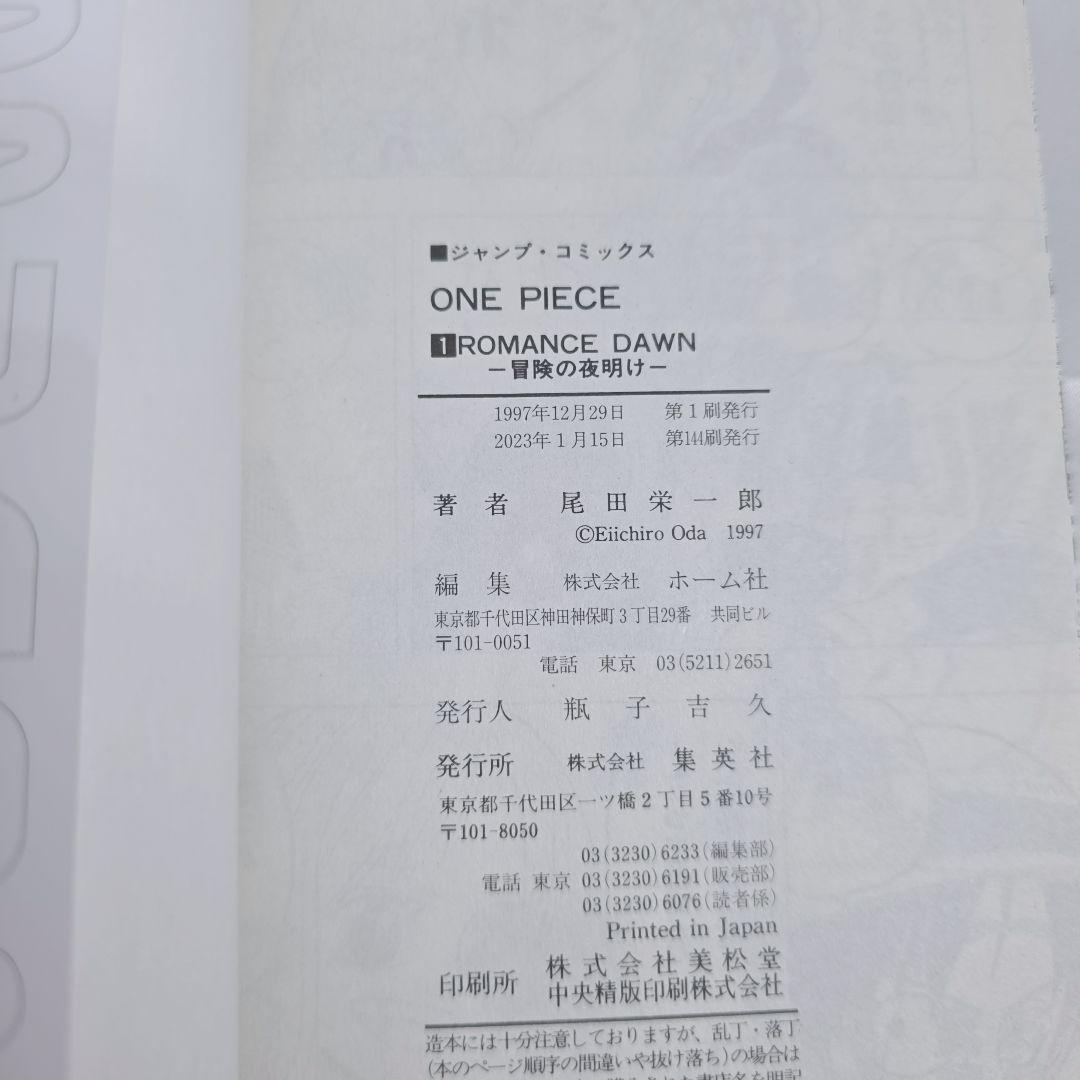 ■ジャンプ・コミックス
ONE PIECE
1 ROMANCE DAWN
－冒険の夜明け－
1997年12月29日　第1刷発行
2023年1月15日　第144刷発行
著者　尾田栄一郎
©Eiichiro Oda 1997
編集　株式会社　ホーム社
東京都千代田区神田神保町3丁目29番　共同ビル
〒101-0051
電話　東京　03(5211)2651
発行人　瓶子吉久
発行所　株式会社　集英社
東京都千代田区一ツ橋2丁目5番10号
〒101-8050
03(3230)6233(編集部)
電話　東京　03(3230)6191(販売部)
03(3230)6076(読者係)
Printed in Japan
印刷所　株式会社美松堂
中央精版印刷株式会社
造本には十分注意しておりますが、乱丁・落丁
(本のページ順序の間違いや抜け落ち)の場合は